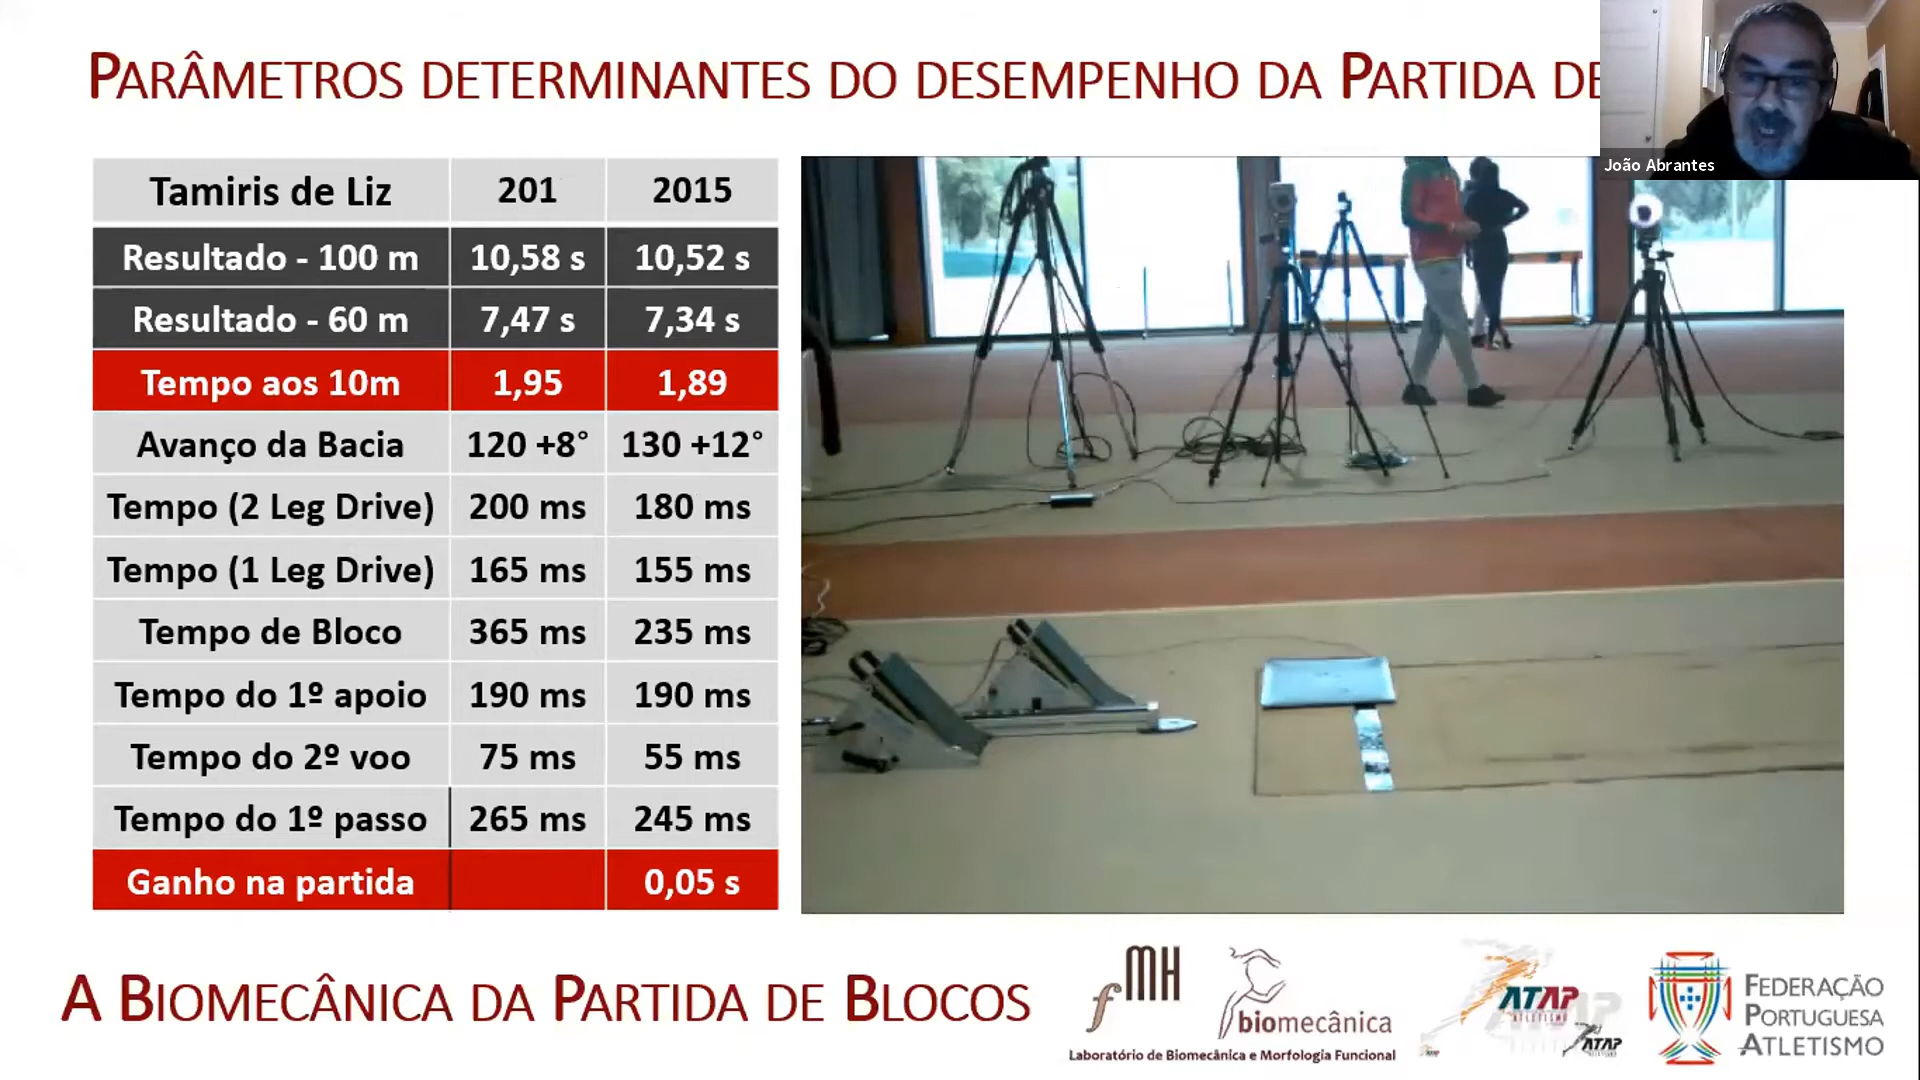 PARÂMETROS DETERMINANTES DO DESEMPENHO DA PARTIDA DE
João Abrantes
Tamiris de Liz 201 2015
Resultado - 100 m 10,58 s 10,52 s
Resultado - 60 m 7,47 s 7,34 s
Tempo aos 10m 1,95 1,89
Avanço da Bacia 120 +8° 130 +12°
Tempo (2 Leg Drive) 200 ms 180 ms
Tempo (1 Leg Drive) 165 ms 155 ms
Tempo de Bloco 365 ms 235 ms
Tempo do 1º apoio 190 ms 190 ms
Tempo do 2º voo 75 ms 55 ms
Tempo do 1º passo 265 ms 245 ms
Ganho na partida 0,05 s
A BIOMECÂNICA DA PARTIDA DE BLOCOS
fMH
biomecânica
Laboratório de Biomecânica e Morfologia Funcional
ATAP
ATLETISMO
ATAP
FEDERAÇÃO
PORTUGUESA
ATLETISMO